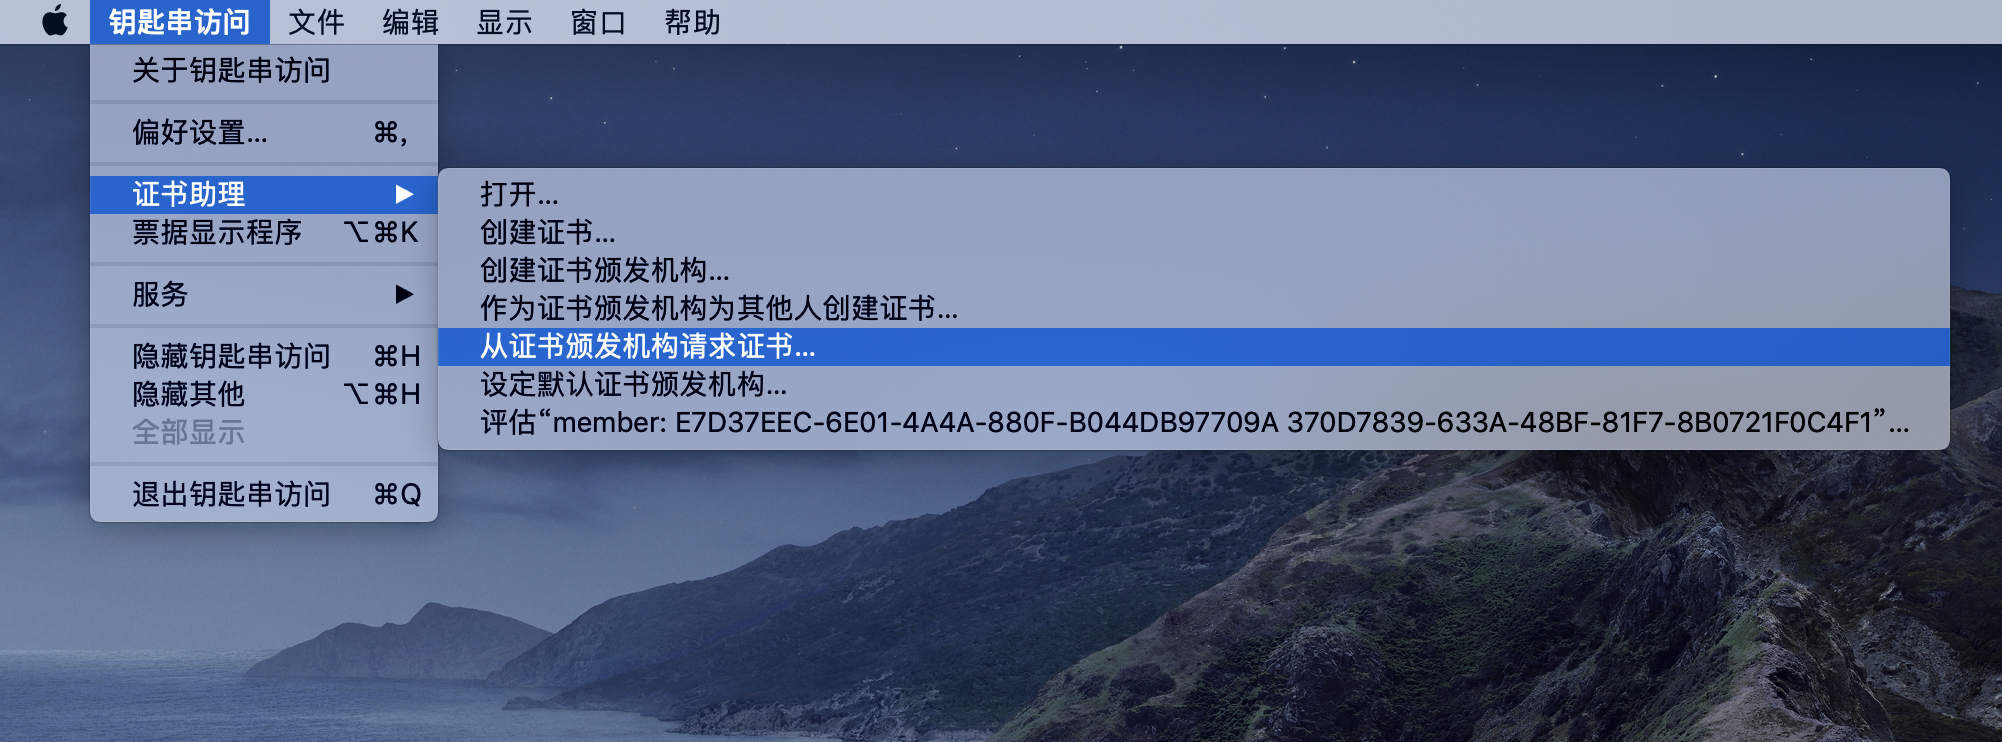 钥匙串访问 文件 编辑 显示 窗口 帮助
关于钥匙串访问
偏好设置... ⌘,
证书助理 ▶
票据显示程序 ⌥⌘K
服务 ▶
隐藏钥匙串访问 ⌘H
隐藏其他 ⌥⌘H
全部显示
退出钥匙串访问 ⌘Q
打开...
创建证书...
创建证书颁发机构...
作为证书颁发机构为其他人创建证书...
从证书颁发机构请求证书...
设定默认证书颁发机构...
评估“member: E7D37EEC-6E01-4A4A-880F-B044DB97709A 370D7839-633A-48BF-81F7-8B0721F0C4F1”...